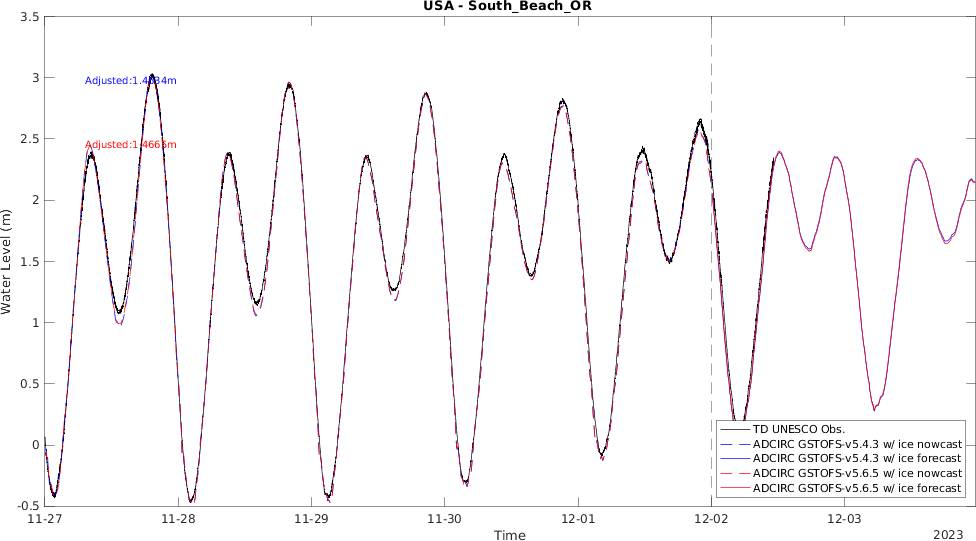 USA - South_Beach_OR
3.5
3
2.5
2
1.5
1
0.5
0
-0.5
Water Level (m)
Adjusted:1.4634m
Adjusted:1.4665m
TD UNESCO Obs.
ADCIRC GSTOFS-v5.4.3 w/ ice nowcast
ADCIRC GSTOFS-v5.4.3 w/ ice forecast
ADCIRC GSTOFS-v5.6.5 w/ ice nowcast
ADCIRC GSTOFS-v5.6.5 w/ ice forecast
11-27
11-28
11-29
11-30
12-01
12-02
12-03
Time
2023